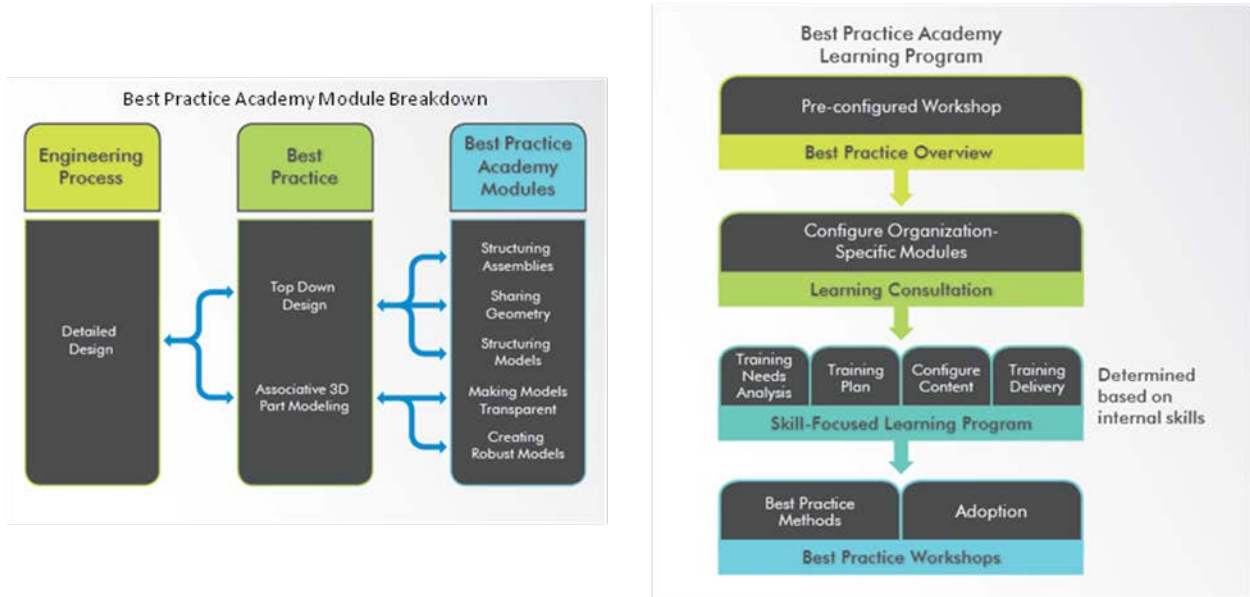 Best Practice Academy Module Breakdown
Engineering
Process
Best
Practice
Best Practice
Academy
Modules
Detailed
Design
Top Down
Design
Associative 3D
Part Modeling
Structuring
Assemblies
Sharing
Geometry
Structuring
Models
Making Models
Transparent
Creating
Robust Models
Best Practice Academy
Learning Program
Pre-configured Workshop
Best Practice Overview
Configure Organization-
Specific Modules
Learning Consultation
Training
Needs
Analysis
Training
Plan
Configure
Content
Training
Delivery
Skill-Focused Learning Program
Determined
based on
internal skills
Best Practice
Methods
Adoption
Best Practice Workshops